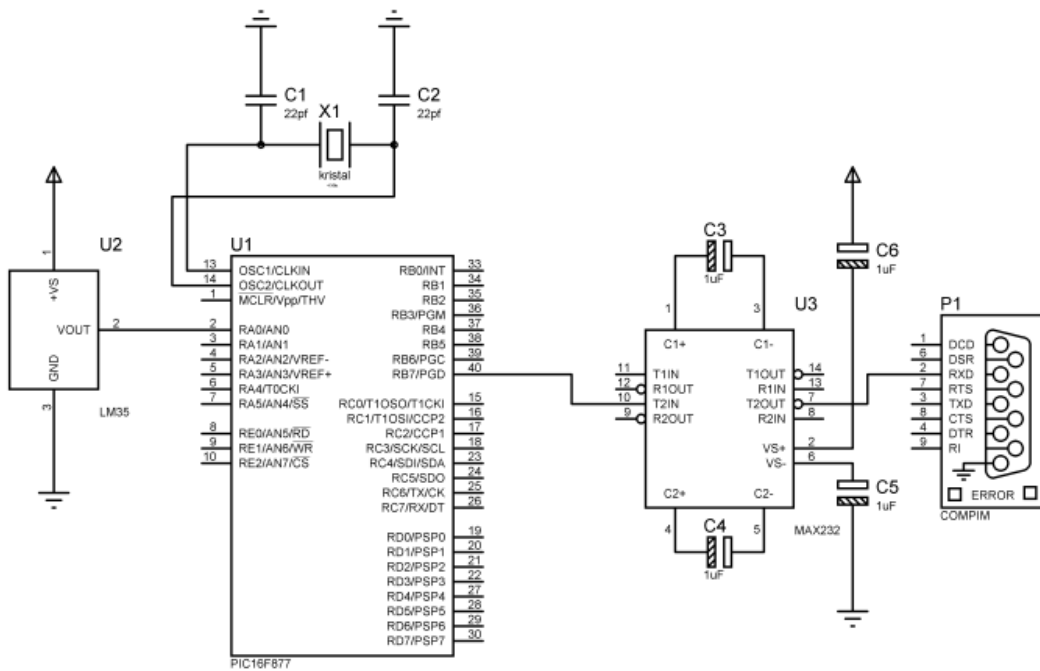 C1
22pf
C2
22pf
X1
kristal
U2
1
+VS
VOUT
2
GND
3
LM35
U1
13 OSC1/CLKIN
14 OSC2/CLKOUT
1 MCLR/Vpp/THV
2 RA0/AN0
3 RA1/AN1
4 RA2/AN2/VREF-
5 RA3/AN3/VREF+
6 RA4/T0CKI
7 RA5/AN4/SS
8 RE0/AN5/RD
9 RE1/AN6/WR
10 RE2/AN7/CS
RB0/INT 33
RB1 34
RB2 35
RB3/PGM 36
RB4 37
RB5 38
RB6/PGC 39
RB7/PGD 40
RC0/T1OSO/T1CKI 15
RC1/T1OSI/CCP2 16
RC2/CCP1 17
RC3/SCK/SCL 18
RC4/SDI/SDA 23
RC5/SDO 24
RC6/TX/CK 25
RC7/RX/DT 26
RD0/PSP0 19
RD1/PSP1 20
RD2/PSP2 21
RD3/PSP3 22
RD4/PSP4 27
RD5/PSP5 28
RD6/PSP6 29
RD7/PSP7 30
PIC16F877
C3
1uF
U3
1
3
C1+
C1-
11 T1IN
12 R1OUT
10 T2IN
9 R2OUT
T1OUT 14
R1IN 13
T2OUT 7
R2IN 8
VS+ 2
VS- 6
C2+
C2-
4
5
MAX232
C4
1uF
C6
1uF
C5
1uF
P1
1 DCD
6 DSR
2 RXD
7 RTS
3 TXD
8 CTS
4 DTR
9 RI
ERROR
COMPIM